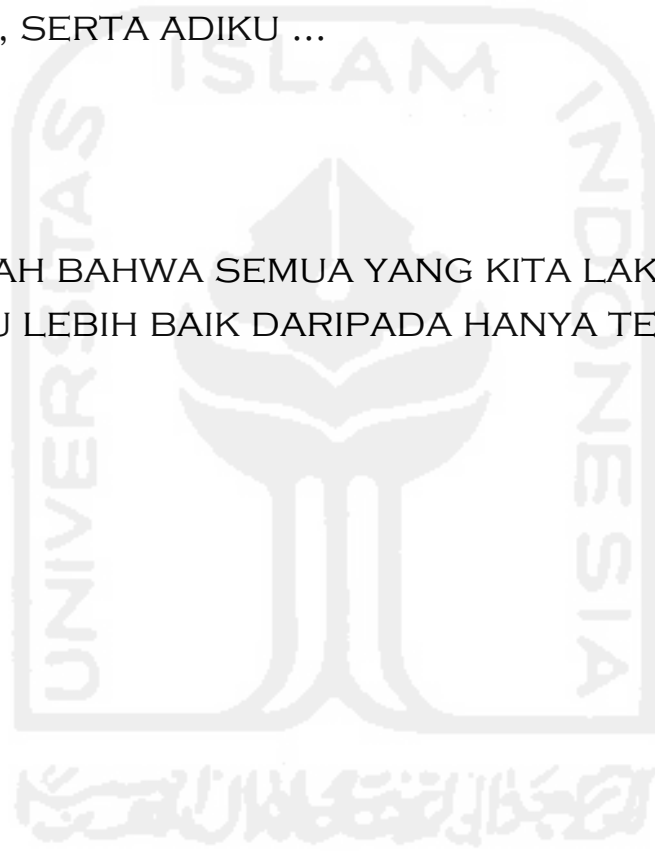 , SERTA ADIKU ...
ISLAM
UNIVERSITAS
INDONESIA
AH BAHWA SEMUA YANG KITA LAK
U LEBIH BAIK DARIPADA HANYA TE